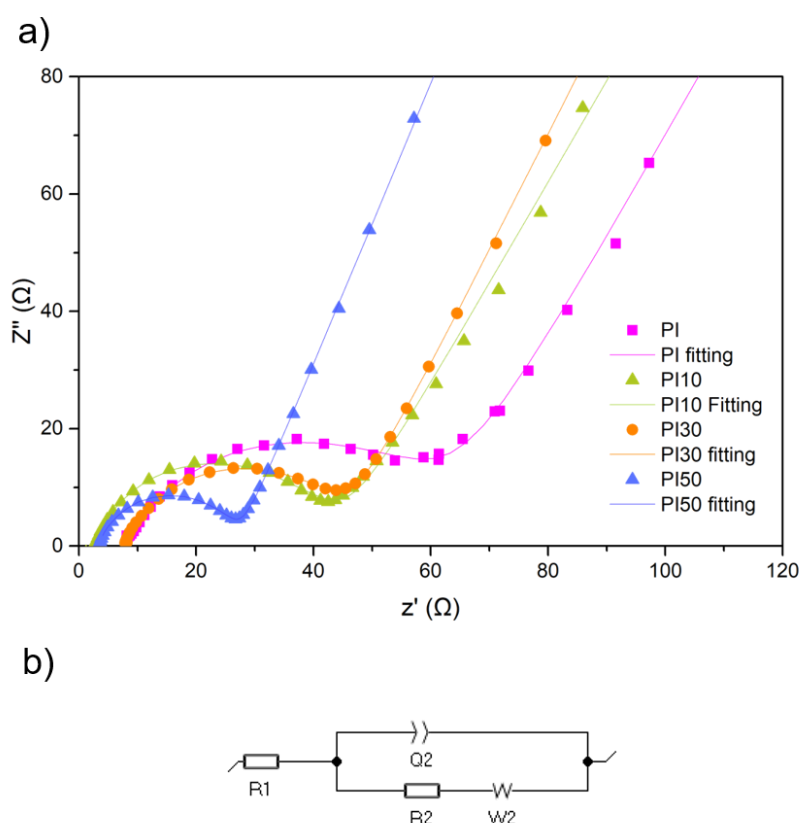 a)
80
60
40
20
0
Z'' (Ω)
0 20 40 60 80 100 120
z' (Ω)
PI
PI fitting
PI10
PI10 Fitting
PI30
PI30 fitting
PI50
PI50 fitting
b)
Q2
R1
R2 W2